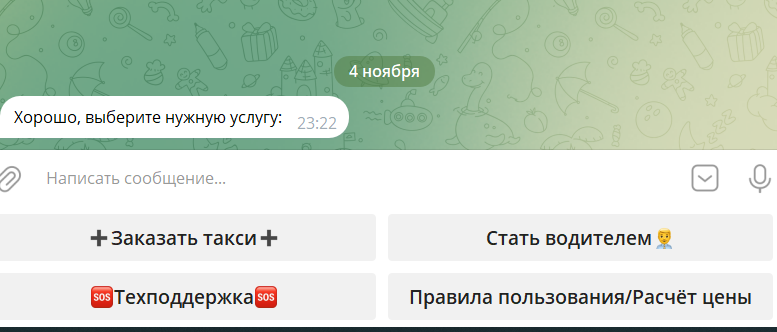 4 ноября
Хорошо, выберите нужную услугу: 23:22
Написать сообщение...
➕Заказать такси➕
Стать водителем👨‍💼
🆘Техподдержка🆘
Правила пользования/Расчёт цены